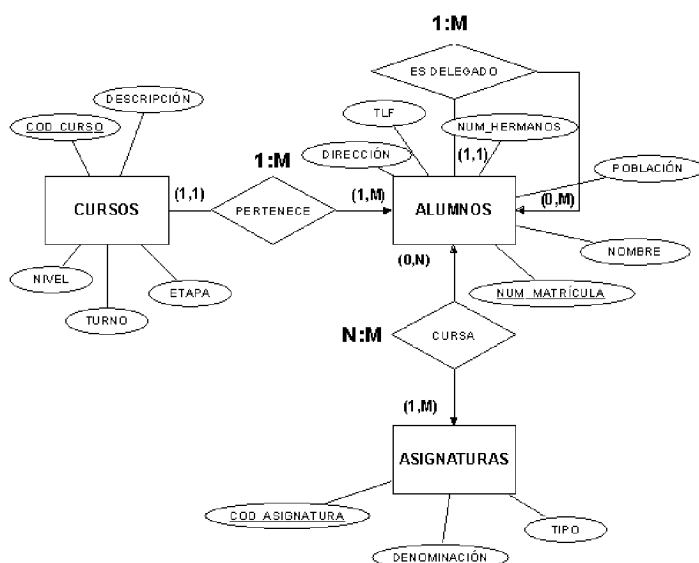 1:M
ES DELEGADO
DESCRIPCIÓN
TLF
COD_CURSO
NUM_HERMANOS
DIRECCIÓN
(1,1)
1:M
POBLACIÓN
(1,1)
(1,M)
(0,M)
CURSOS
PERTENECE
ALUMNOS
NOMBRE
(0,N)
NIVEL
ETAPA
NUM_MATRÍCULA
TURNO
N:M
CURSA
(1,M)
ASIGNATURAS
COD_ASIGNATURA
TIPO
DENOMINACIÓN